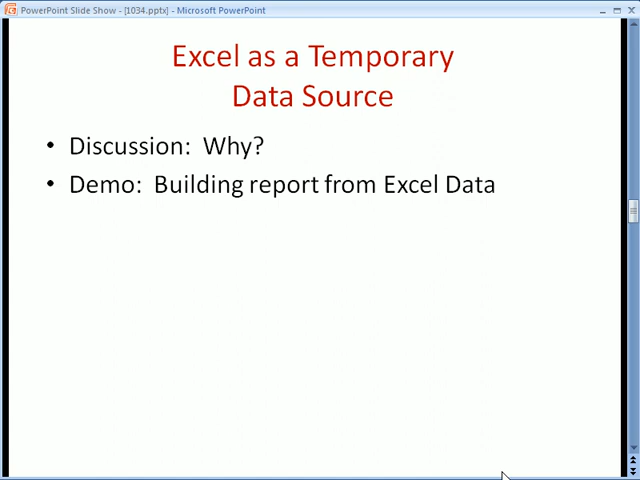 PowerPoint Slide Show - [1034.pptx] - Microsoft PowerPoint
Excel as a Temporary
Data Source
• Discussion:  Why?
• Demo:  Building report from Excel Data